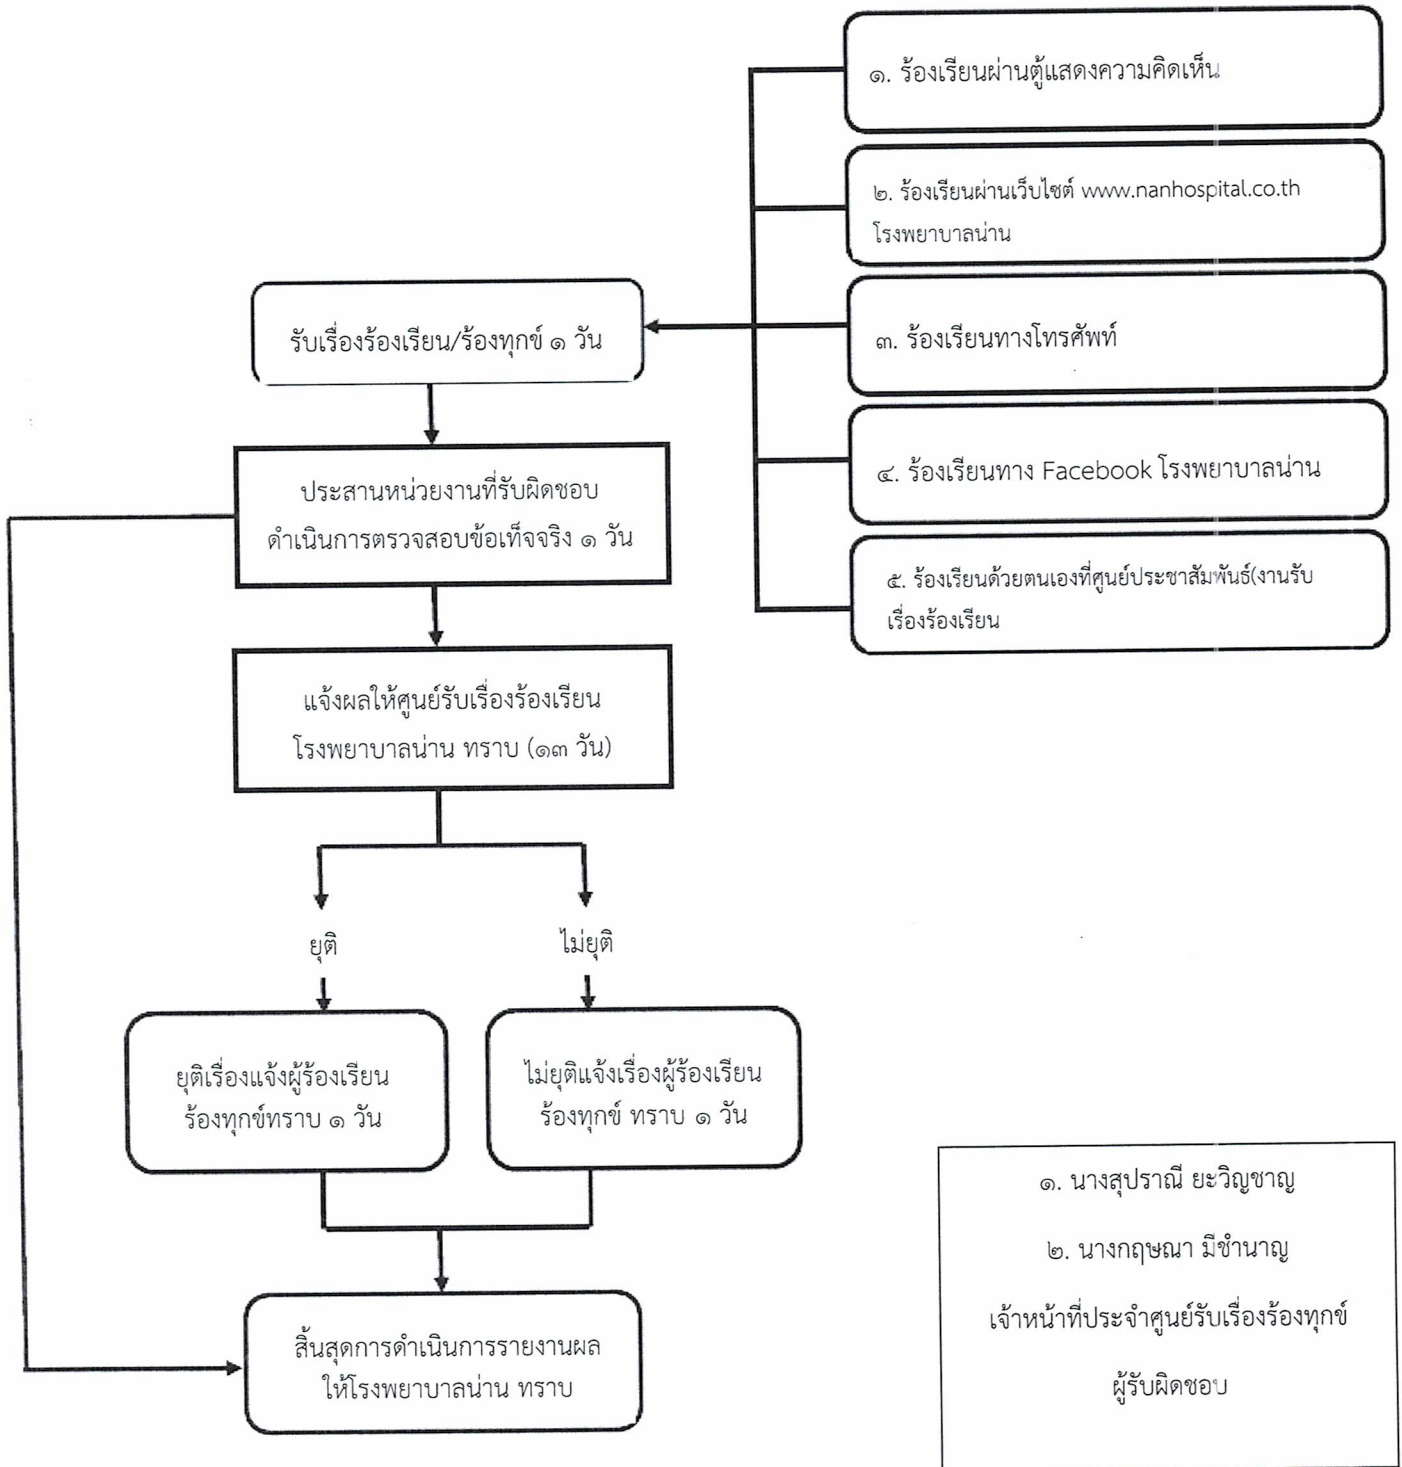 ๑. ร้องเรียนผ่านตู้แสดงความคิดเห็น
๒. ร้องเรียนผ่านเว็บไซต์ www.nanhospital.co.th
โรงพยาบาลน่าน
๓. ร้องเรียนทางโทรศัพท์
๔. ร้องเรียนทาง Facebook โรงพยาบาลน่าน
๕. ร้องเรียนด้วยตนเองที่ศูนย์ประชาสัมพันธ์(งานรับ
เรื่องร้องเรียน
รับเรื่องร้องเรียน/ร้องทุกข์ ๑ วัน
ประสานหน่วยงานที่รับผิดชอบ
ดำเนินการตรวจสอบข้อเท็จจริง ๑ วัน
แจ้งผลให้ศูนย์รับเรื่องร้องเรียน
โรงพยาบาลน่าน ทราบ (๑๓ วัน)
ยุติ
ไม่ยุติ
ยุติเรื่องแจ้งผู้ร้องเรียน
ร้องทุกข์ทราบ ๑ วัน
ไม่ยุติแจ้งเรื่องผู้ร้องเรียน
ร้องทุกข์ ทราบ ๑ วัน
สิ้นสุดการดำเนินการรายงานผล
ให้โรงพยาบาลน่าน ทราบ
๑. นางสุปราณี ยะวิญชาญ
๒. นางกฤษณา มีชำนาญ
เจ้าหน้าที่ประจำศูนย์รับเรื่องร้องทุกข์
ผู้รับผิดชอบ